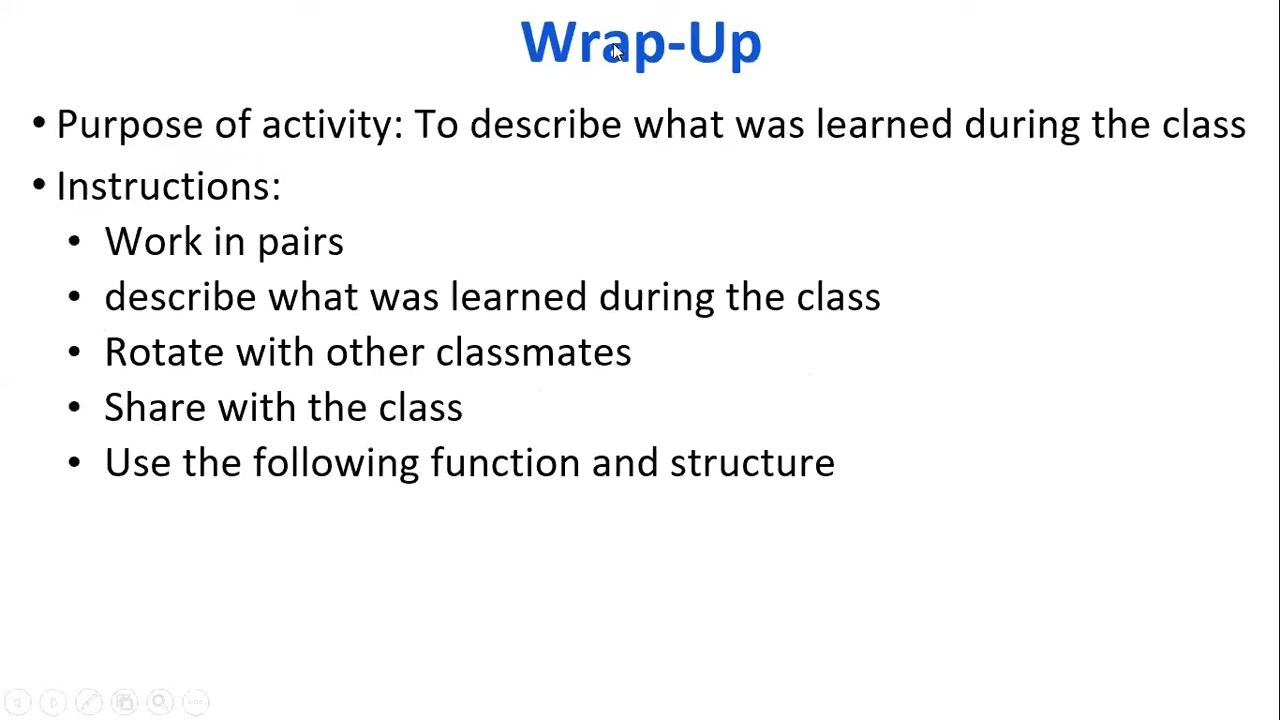 Wrap-Up
• Purpose of activity: To describe what was learned during the class
• Instructions:
• Work in pairs
• describe what was learned during the class
• Rotate with other classmates
• Share with the class
• Use the following function and structure